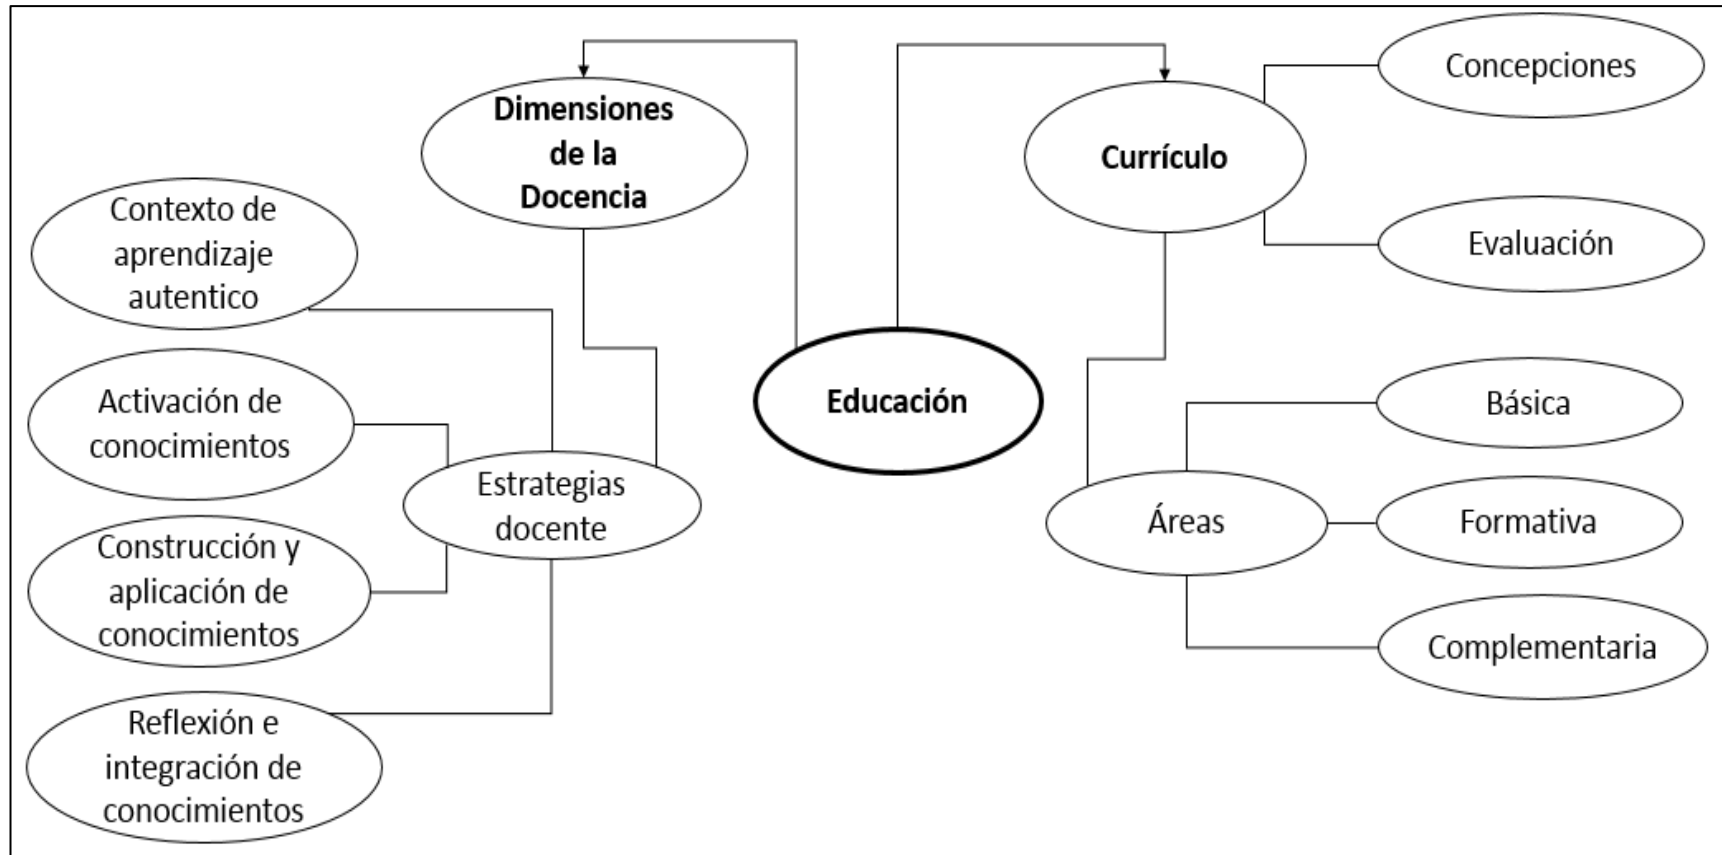 Dimensiones
de la
Docencia
Currículo
Concepciones
Evaluación
Contexto de
aprendizaje
autentico
Activación de
conocimientos
Construcción y
aplicación de
conocimientos
Reflexión e
integración de
conocimientos
Estrategias
docente
Educación
Áreas
Básica
Formativa
Complementaria